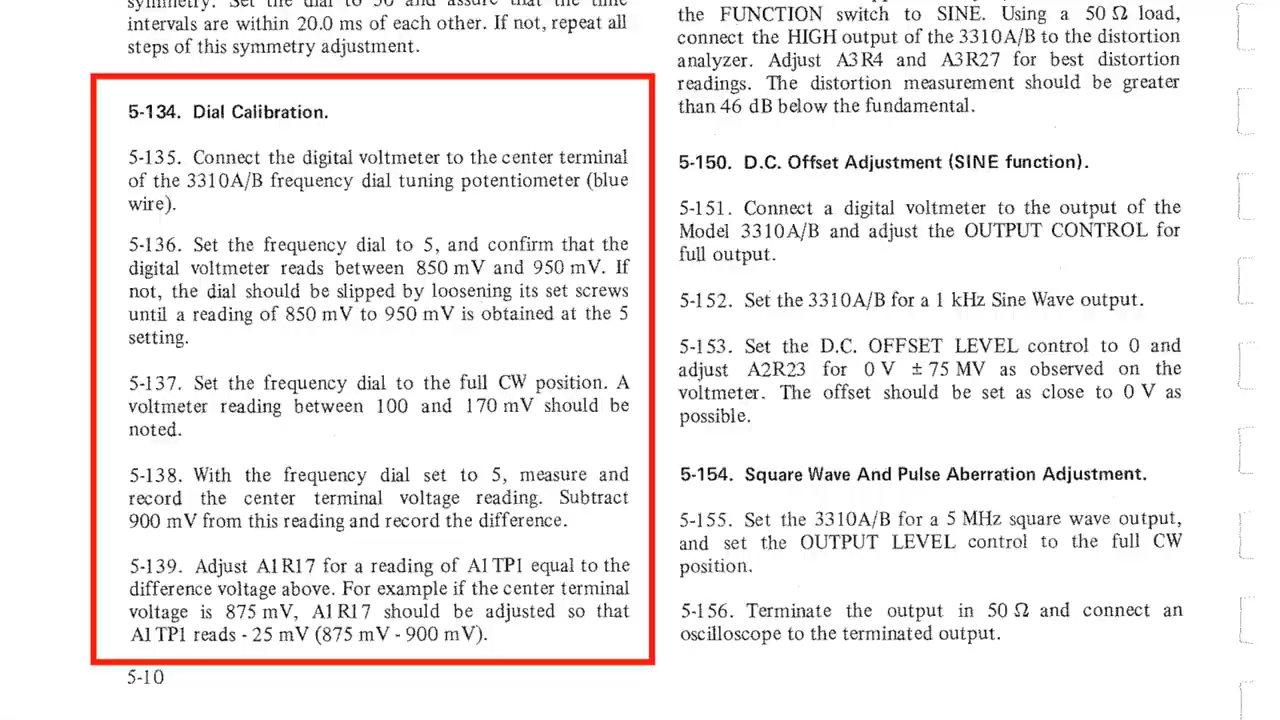 symmetry. Set the dial to 50 and assure that the time
intervals are within 20.0 ms of each other. If not, repeat all
steps of this symmetry adjustment.
5-134. Dial Calibration.
5-135. Connect the digital voltmeter to the center terminal
of the 3310A/B frequency dial tuning potentiometer (blue
wire).
5-136. Set the frequency dial to 5, and confirm that the
digital voltmeter reads between 850 mV and 950 mV. If
not, the dial should be slipped by loosening its set screws
until a reading of 850 mV to 950 mV is obtained at the 5
setting.
5-137. Set the frequency dial to the full CW position. A
voltmeter reading between 100 and 170 mV should be
noted.
5-138. With the frequency dial set to 5, measure and
record the center terminal voltage reading. Subtract
900 mV from this reading and record the difference.
5-139. Adjust A1R17 for a reading of A1TP1 equal to the
difference voltage above. For example if the center terminal
voltage is 875 mV, A1R17 should be adjusted so that
A1TP1 reads - 25 mV (875 mV - 900 mV).
5-10
the FUNCTION switch to SINE. Using a 50 Ω load,
connect the HIGH output of the 3310A/B to the distortion
analyzer. Adjust A3R4 and A3R27 for best distortion
readings. The distortion measurement should be greater
than 46 dB below the fundamental.
5-150. D.C. Offset Adjustment (SINE function).
5-151. Connect a digital voltmeter to the output of the
Model 3310A/B and adjust the OUTPUT CONTROL for
full output.
5-152. Set the 3310A/B for a 1 kHz Sine Wave output.
5-153. Set the D.C. OFFSET LEVEL control to 0 and
adjust A2R23 for 0 V ± 75 MV as observed on the
voltmeter. The offset should be set as close to 0 V as
possible.
5-154. Square Wave And Pulse Aberration Adjustment.
5-155. Set the 3310A/B for a 5 MHz square wave output,
and set the OUTPUT LEVEL control to the full CW
position.
5-156. Terminate the output in 50 Ω and connect an
oscilloscope to the terminated output.